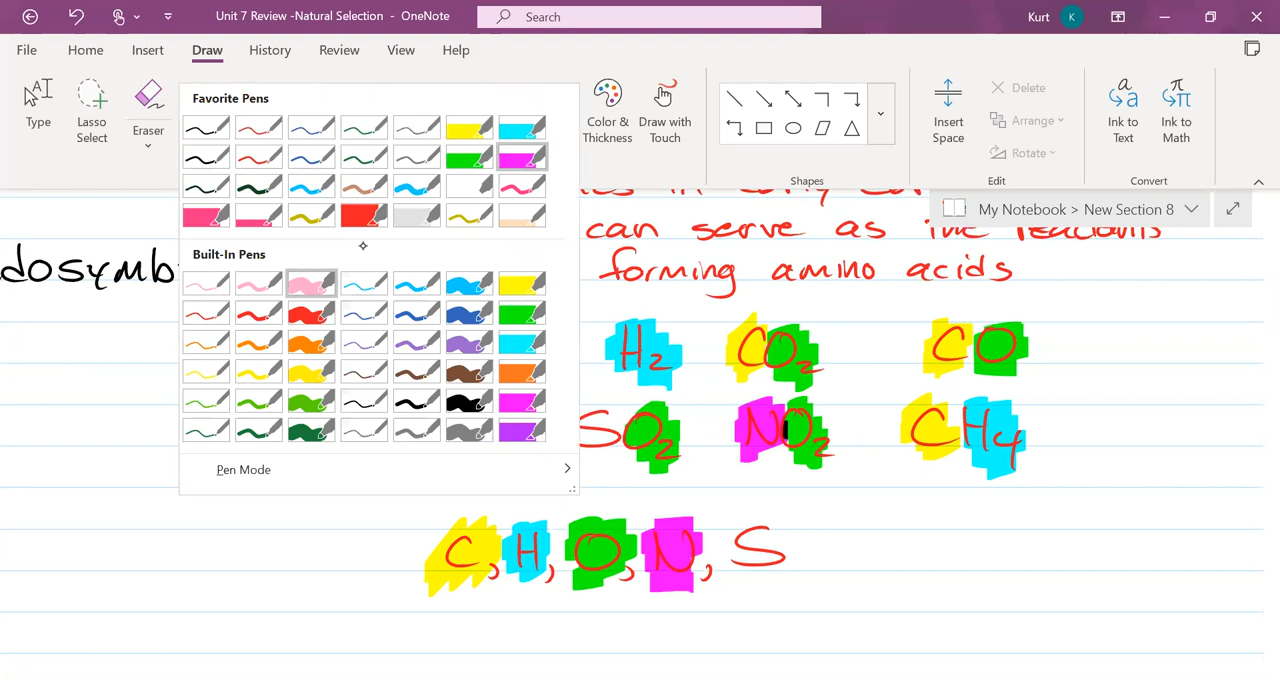 Unit 7 Review -Natural Selection - OneNote
Search
Kurt K
File Home Insert Draw History Review View Help
Type
Lasso Select
Eraser
Favorite Pens
Built-In Pens
Pen Mode
Color & Thickness
Draw with Touch
Shapes
Insert Space
Delete
Arrange
Rotate
Edit
Ink to Text
Ink to Math
Convert
My Notebook > New Section 8
in
can serve as the reactants
dosymb
forming amino acids
H2 CO2 CO
SO2 NO2 CH4
C, H, O, N, S